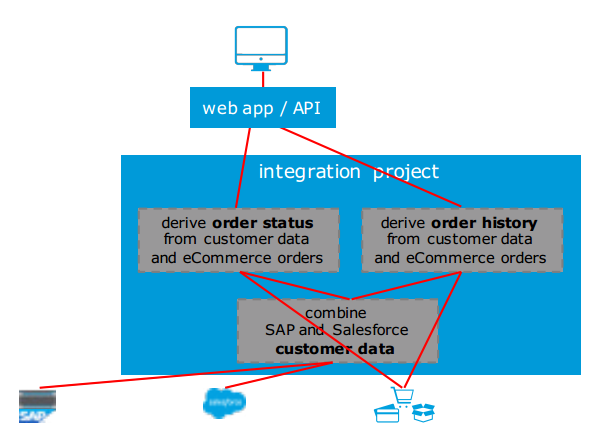 web app / API
integration project
derive order status
from customer data
and eCommerce orders
derive order history
from customer data
and eCommerce orders
combine
SAP and Salesforce
customer data
SAP
salesforce